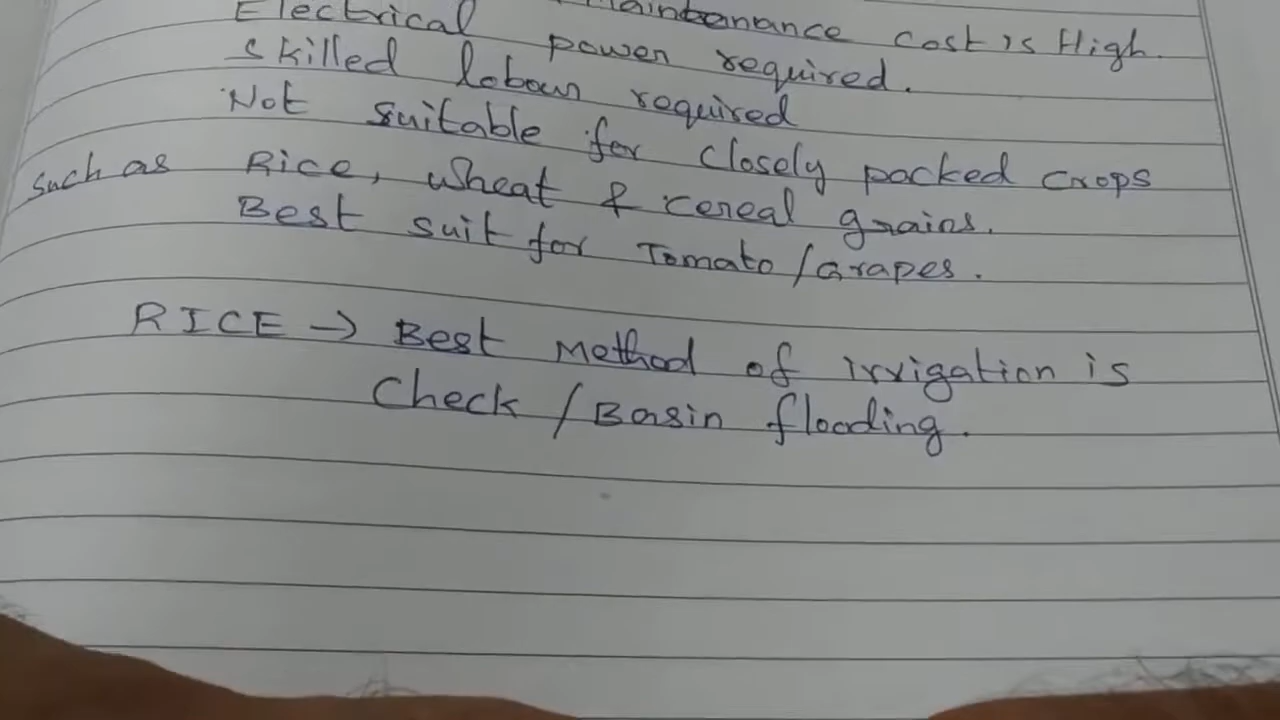 Maintenance cost is High.
Electrical power required.
Skilled labour required
Not suitable for closely packed crops
such as Rice, wheat & cereal grains.
Best suit for Tomato/Grapes.
RICE → Best Method of irrigation is
Check/Basin flooding.